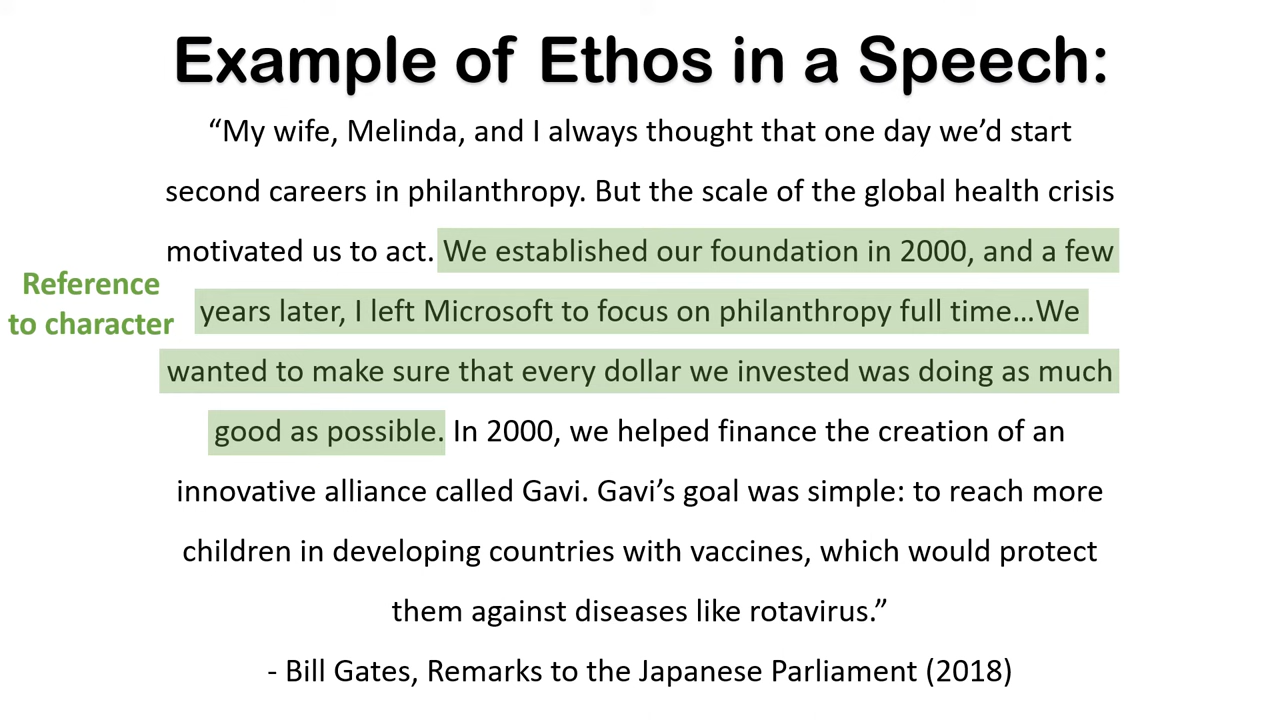 Example of Ethos in a Speech:
“My wife, Melinda, and I always thought that one day we’d start
second careers in philanthropy. But the scale of the global health crisis
motivated us to act. We established our foundation in 2000, and a few
Reference
to character
years later, I left Microsoft to focus on philanthropy full time…We
wanted to make sure that every dollar we invested was doing as much
good as possible. In 2000, we helped finance the creation of an
innovative alliance called Gavi. Gavi’s goal was simple: to reach more
children in developing countries with vaccines, which would protect
them against diseases like rotavirus.”
- Bill Gates, Remarks to the Japanese Parliament (2018)